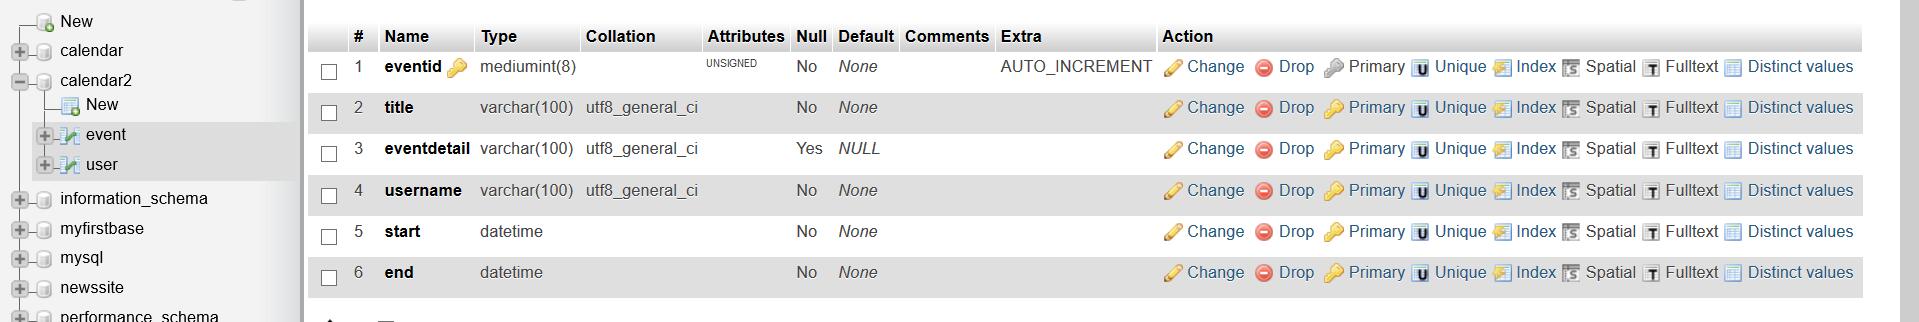 New
calendar
calendar2
New
event
user
information_schema
myfirstbase
mysql
newssite
performance_schema
# Name Type Collation Attributes Null Default Comments Extra Action
1 eventid mediumint(8) UNSIGNED No None AUTO_INCREMENT Change Drop Primary Unique Index Spatial Fulltext Distinct values
2 title varchar(100) utf8_general_ci No None Change Drop Primary Unique Index Spatial Fulltext Distinct values
3 eventdetail varchar(100) utf8_general_ci Yes NULL Change Drop Primary Unique Index Spatial Fulltext Distinct values
4 username varchar(100) utf8_general_ci No None Change Drop Primary Unique Index Spatial Fulltext Distinct values
5 start datetime No None Change Drop Primary Unique Index Spatial Fulltext Distinct values
6 end datetime No None Change Drop Primary Unique Index Spatial Fulltext Distinct values